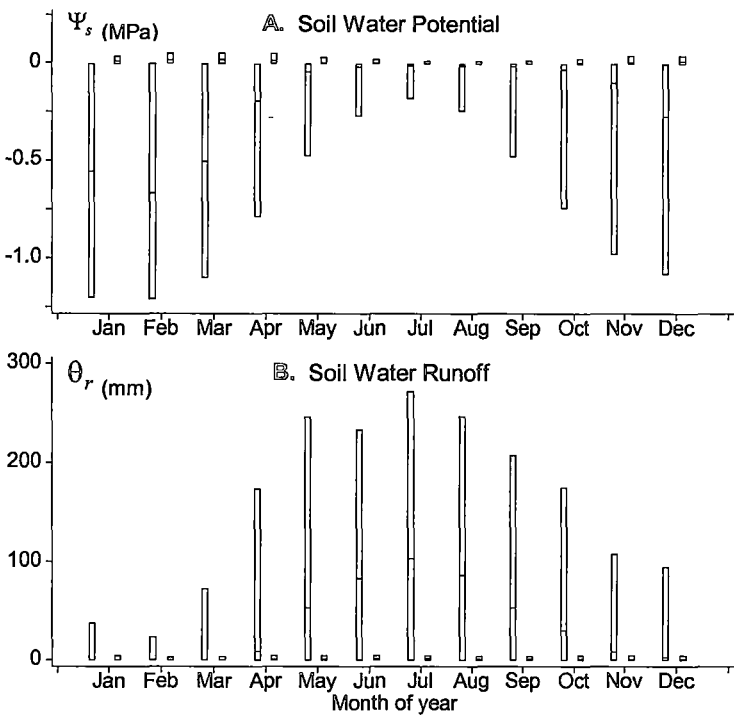 Ψs (MPa) A. Soil Water Potential
0
-0.5
-1.0
Jan Feb Mar Apr May Jun Jul Aug Sep Oct Nov Dec
300
θr (mm) B. Soil Water Runoff
200
100
0
Jan Feb Mar Apr May Jun Jul Aug Sep Oct Nov Dec
Month of year